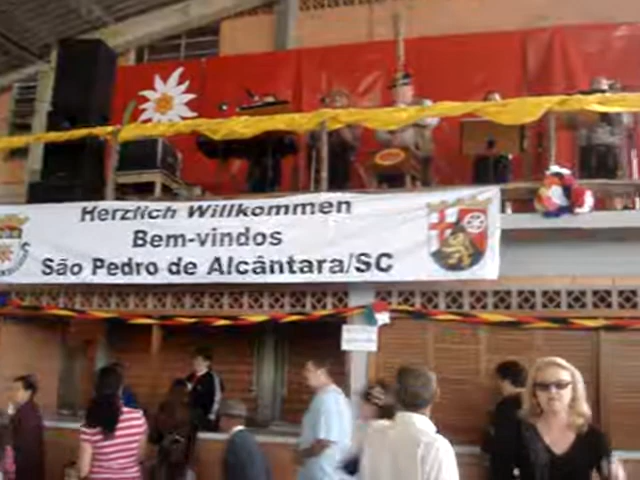 Herzlich Willkommen
Bem-vindos
São Pedro de Alcântara/SC